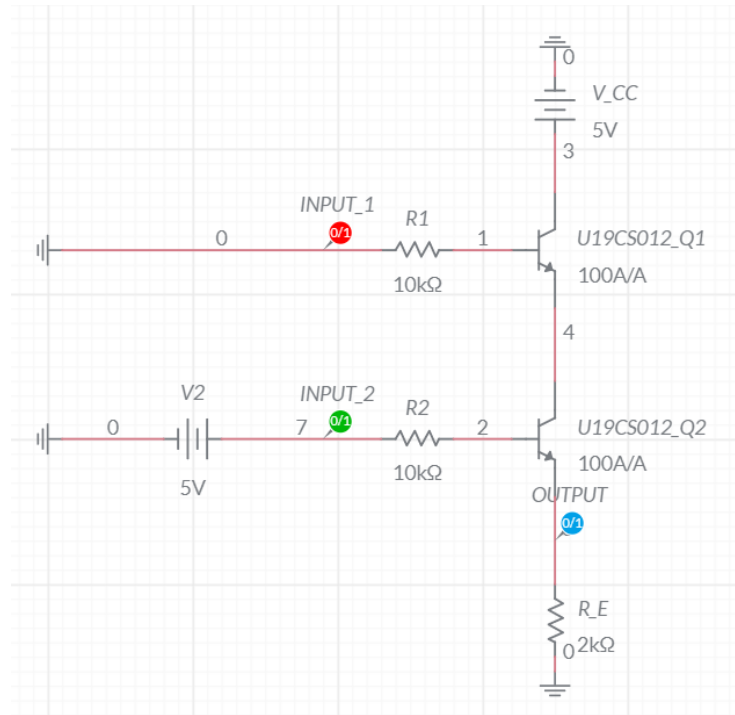 0
V_CC
5V
3
INPUT_1
0/1
R1
0
1
U19CS012_Q1
10kΩ
100A/A
4
V2
INPUT_2
0/1
R2
0
7
2
U19CS012_Q2
5V
10kΩ
100A/A
OUTPUT
0/1
R_E
0
2kΩ